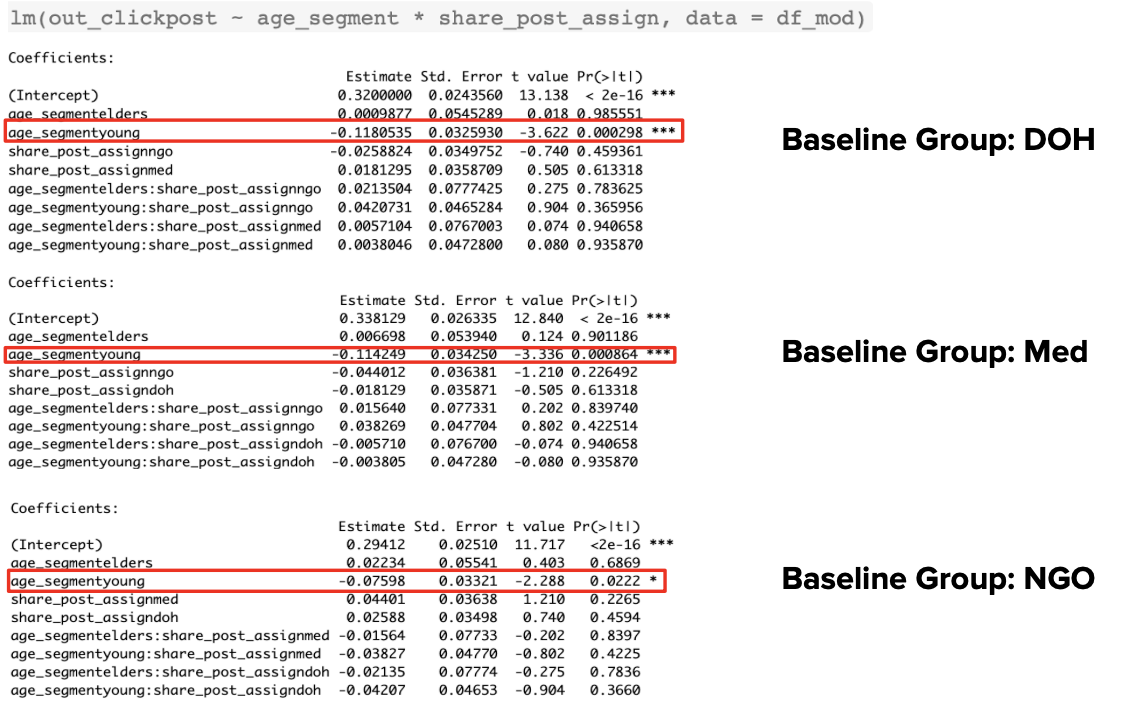 lm(out_clickpost ~ age_segment * share_post_assign, data = df_mod)
Coefficients:
Estimate Std. Error t value Pr(>|t|)
(Intercept) 0.3200000 0.0243560 13.138 < 2e-16 ***
age_segmentelders 0.0009877 0.0545289 0.018 0.985551
age_segmentyoung -0.1180535 0.0325930 -3.622 0.000298 ***
Baseline Group: DOH
share_post_assignngo -0.0258824 0.0349752 -0.740 0.459361
share_post_assignmed 0.0181295 0.0358709 0.505 0.613318
age_segmentelders:share_post_assignngo 0.0213504 0.0777425 0.275 0.783625
age_segmentyoung:share_post_assignngo 0.0420731 0.0465284 0.904 0.365956
age_segmentelders:share_post_assignmed 0.0057104 0.0767003 0.074 0.940658
age_segmentyoung:share_post_assignmed 0.0038046 0.0472800 0.080 0.935870
Coefficients:
Estimate Std. Error t value Pr(>|t|)
(Intercept) 0.338129 0.026335 12.840 < 2e-16 ***
age_segmentelders 0.006698 0.053940 0.124 0.901186
age_segmentyoung -0.114249 0.034250 -3.336 0.000864 ***
Baseline Group: Med
share_post_assignngo -0.044012 0.036381 -1.210 0.226492
share_post_assigndoh -0.018129 0.035871 -0.505 0.613318
age_segmentelders:share_post_assignngo 0.015640 0.077331 0.202 0.839740
age_segmentyoung:share_post_assignngo 0.038269 0.047704 0.802 0.422514
age_segmentelders:share_post_assigndoh -0.005710 0.076700 -0.074 0.940658
age_segmentyoung:share_post_assigndoh -0.003805 0.047280 -0.080 0.935870
Coefficients:
Estimate Std. Error t value Pr(>|t|)
(Intercept) 0.29412 0.02510 11.717 <2e-16 ***
age_segmentelders 0.02234 0.05541 0.403 0.6869
age_segmentyoung -0.07598 0.03321 -2.288 0.0222 *
Baseline Group: NGO
share_post_assignmed 0.04401 0.03638 1.210 0.2265
share_post_assigndoh 0.02588 0.03498 0.740 0.4594
age_segmentelders:share_post_assignmed -0.01564 0.07733 -0.202 0.8397
age_segmentyoung:share_post_assignmed -0.03827 0.04770 -0.802 0.4225
age_segmentelders:share_post_assigndoh -0.02135 0.07774 -0.275 0.7836
age_segmentyoung:share_post_assigndoh -0.04207 0.04653 -0.904 0.3660